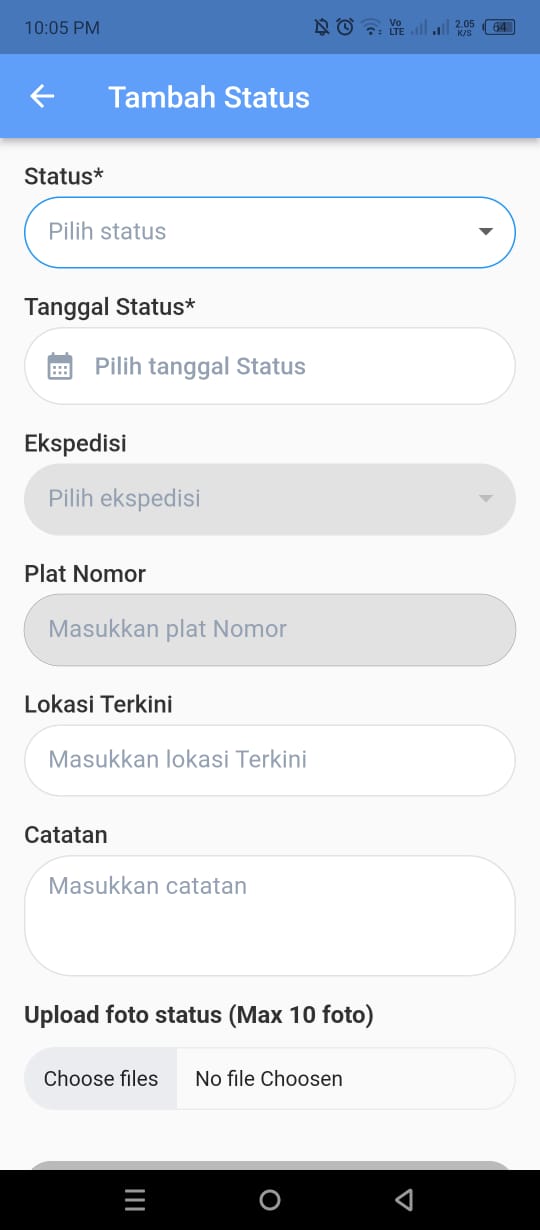 10:05 PM
Vo
LTE
2.05
K/S
64
Tambah Status
Status*
Pilih status
Tanggal Status*
Pilih tanggal Status
Ekspedisi
Pilih ekspedisi
Plat Nomor
Masukkan plat Nomor
Lokasi Terkini
Masukkan lokasi Terkini
Catatan
Masukkan catatan
Upload foto status (Max 10 foto)
Choose files
No file Choosen